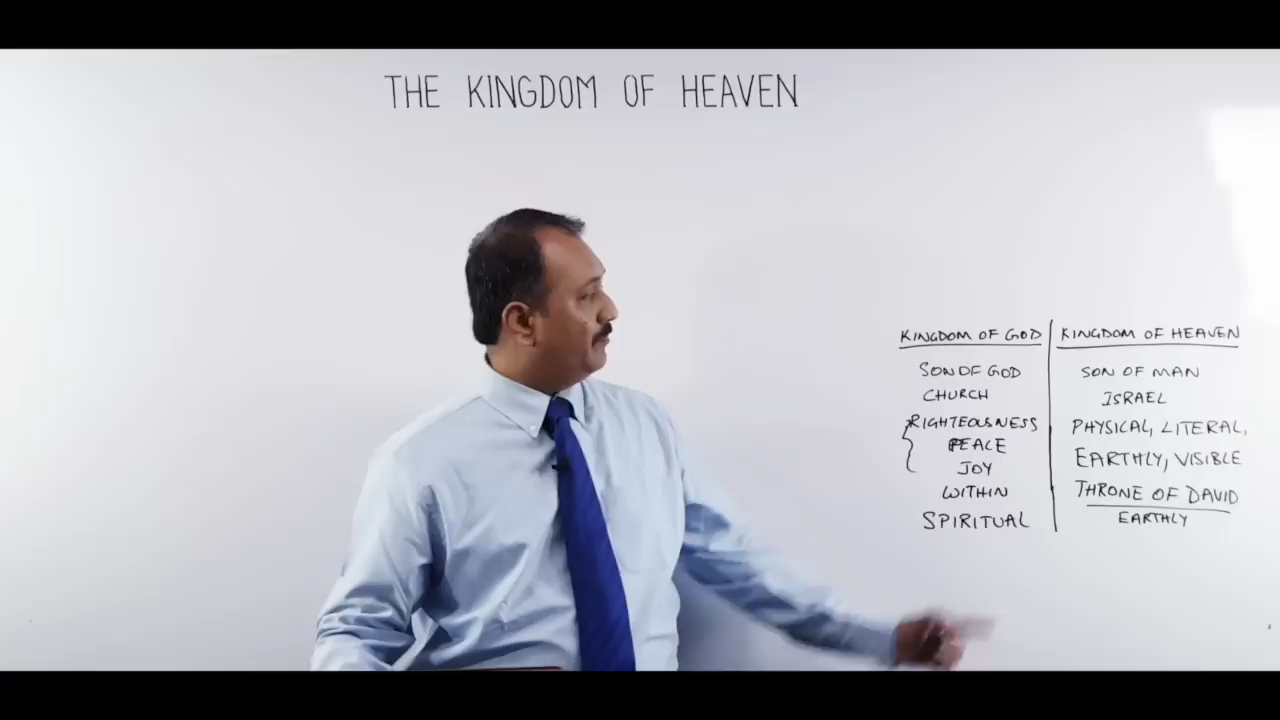 THE KINGDOM OF HEAVEN
KINGDOM OF GOD
SON OF GOD
CHURCH
RIGHTEOUSNESS
PEACE
JOY
WITHIN
SPIRITUAL
KINGDOM OF HEAVEN
SON OF MAN
ISRAEL
PHYSICAL, LITERAL,
EARTHLY, VISIBLE
THRONE OF DAVID
EARTHLY